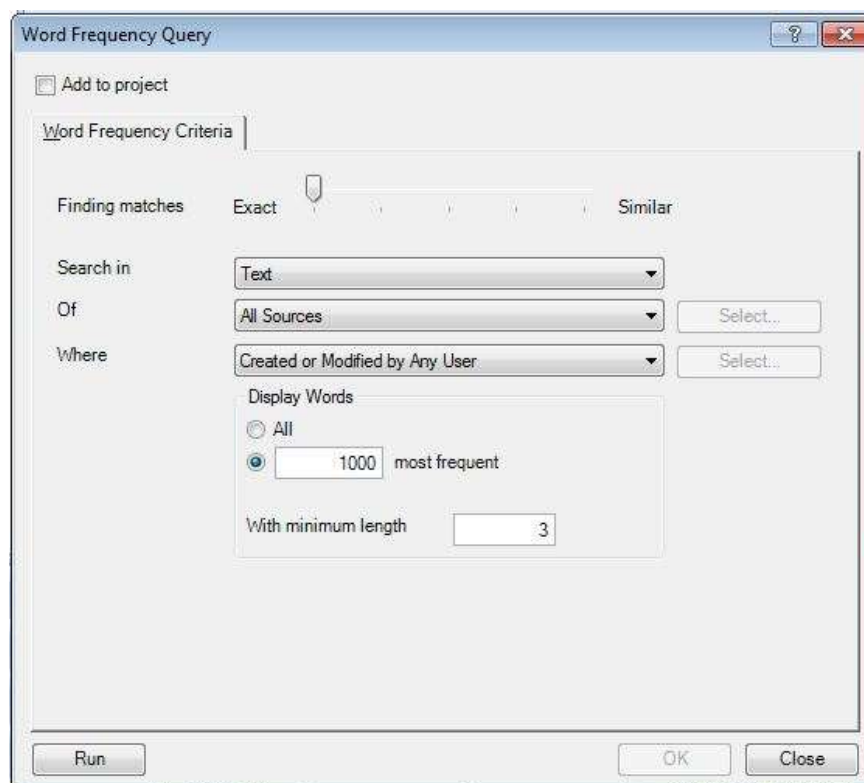 Word Frequency Query
Add to project
Word Frequency Criteria
Finding matches Exact Similar
Search in Text
Of All Sources Select...
Where Created or Modified by Any User Select...
Display Words
All
1000 most frequent
With minimum length 3
Run OK Close